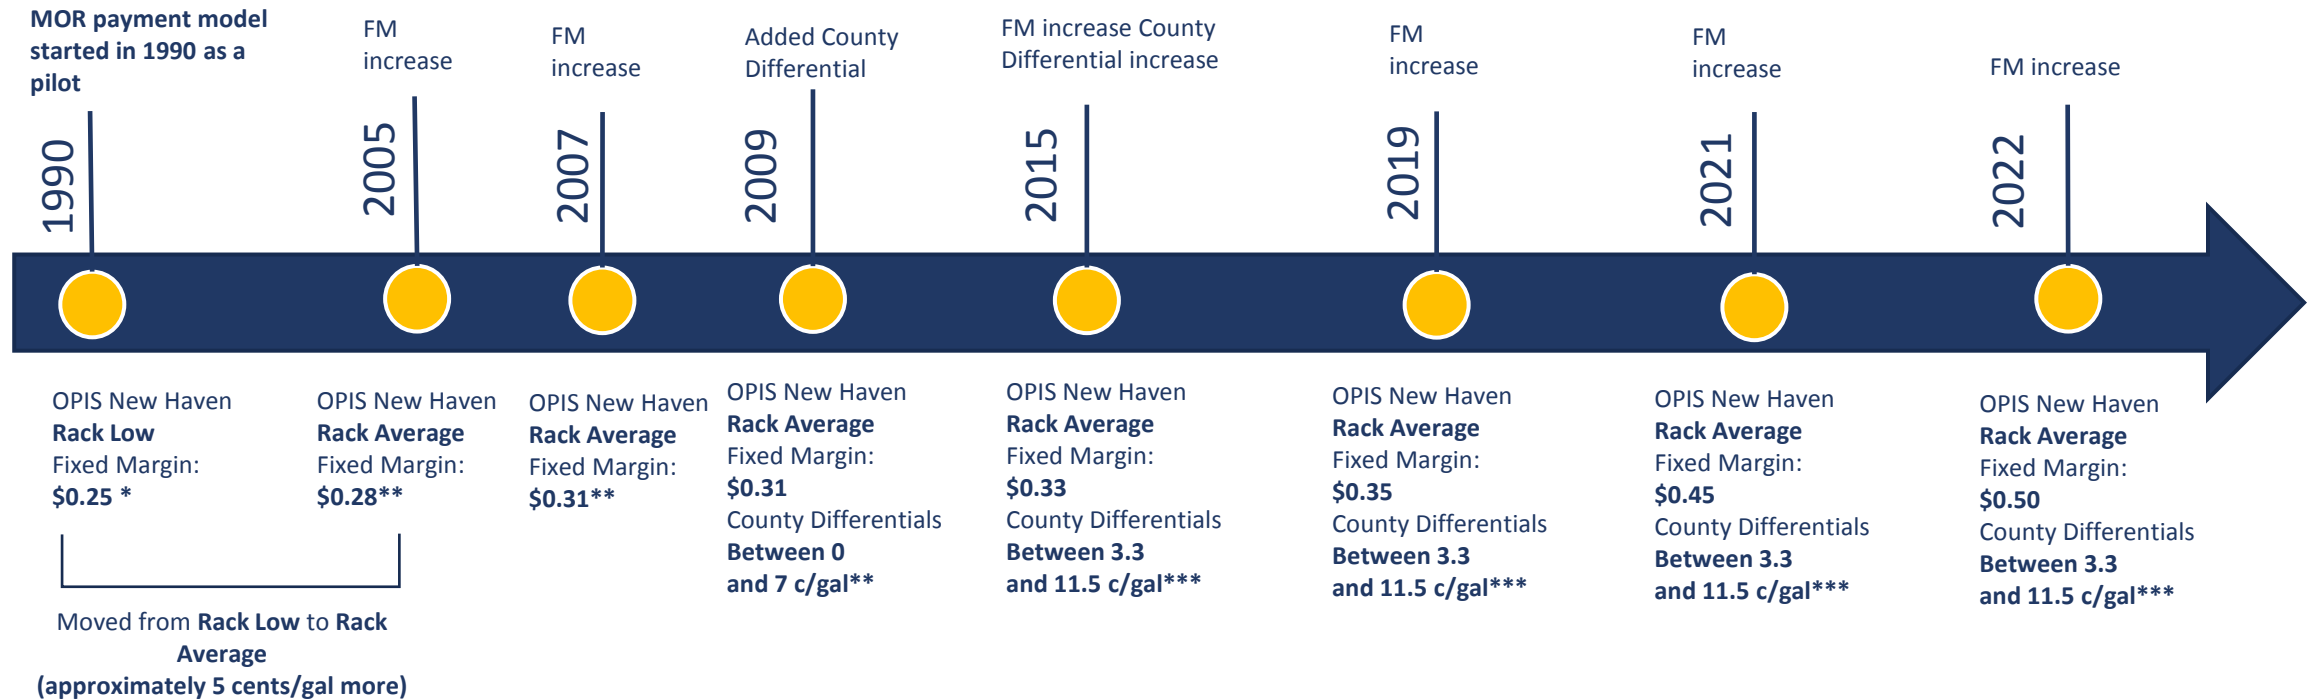 MOR payment model
started in 1990 as a
pilot
FM
increase
FM
increase
Added County
Differential
FM increase County
Differential increase
FM
increase
FM
increase
FM increase
1990
2005
2007
2009
2015
2019
2021
2022
OPIS New Haven
Rack Low
Fixed Margin:
$0.25 *
OPIS New Haven
Rack Average
Fixed Margin:
$0.28**
OPIS New Haven
Rack Average
Fixed Margin:
$0.31**
OPIS New Haven
Rack Average
Fixed Margin:
$0.31
County Differentials
Between 0
and 7 c/gal**
OPIS New Haven
Rack Average
Fixed Margin:
$0.33
County Differentials
Between 3.3
and 11.5 c/gal***
OPIS New Haven
Rack Average
Fixed Margin:
$0.35
County Differentials
Between 3.3
and 11.5 c/gal***
OPIS New Haven
Rack Average
Fixed Margin:
$0.45
County Differentials
Between 3.3
and 11.5 c/gal***
OPIS New Haven
Rack Average
Fixed Margin:
$0.50
County Differentials
Between 3.3
and 11.5 c/gal***
Moved from Rack Low to Rack
Average
(approximately 5 cents/gal more)